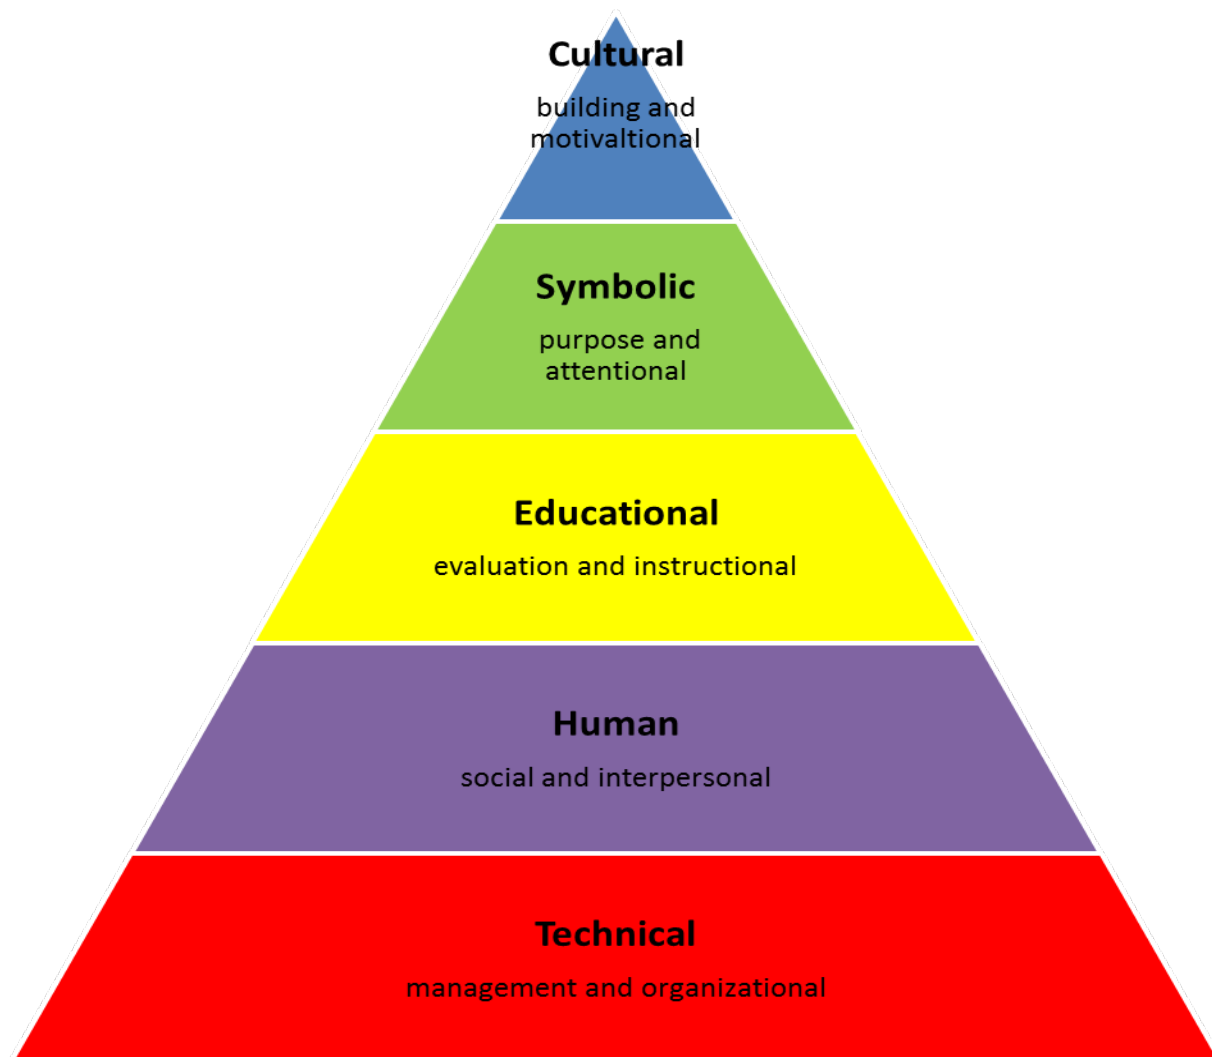 Cultural
building and
motivaltional
Symbolic
purpose and
attentional
Educational
evaluation and instructional
Human
social and interpersonal
Technical
management and organizational